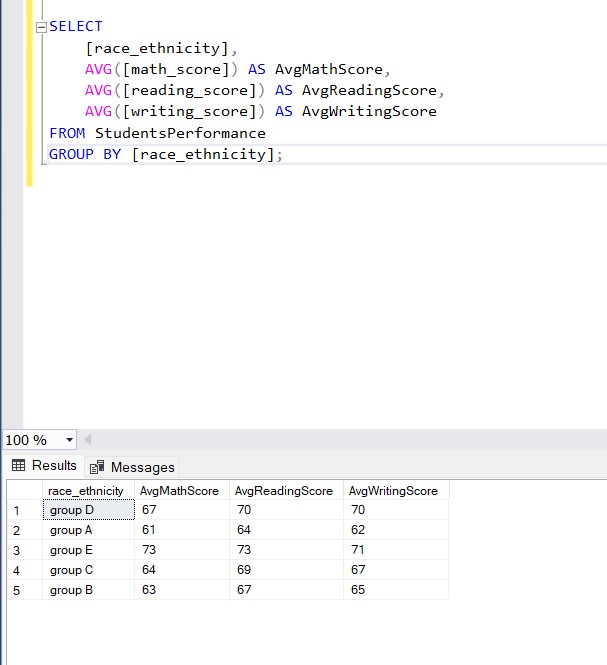 SELECT
[race_ethnicity],
AVG([math_score]) AS AvgMathScore,
AVG([reading_score]) AS AvgReadingScore,
AVG([writing_score]) AS AvgWritingScore
FROM StudentsPerformance
GROUP BY [race_ethnicity];
100 %
Results Messages
race_ethnicity AvgMathScore AvgReadingScore AvgWritingScore
1 group D 67 70 70
2 group A 61 64 62
3 group E 73 73 71
4 group C 64 69 67
5 group B 63 67 65